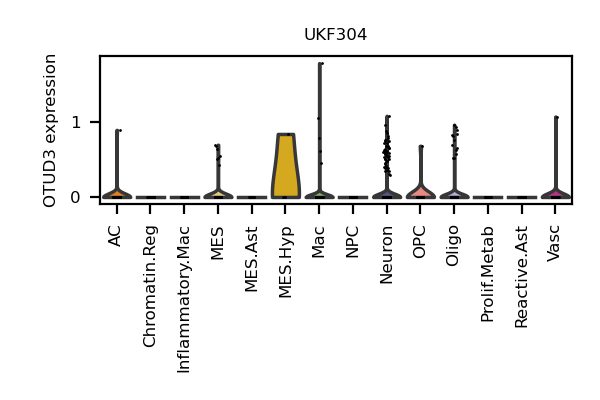 UKF304
OTUD3 expression
1
0
AC
Chromatin.Reg
Inflammatory.Mac
MES
MES.Ast
MES.Hyp
Mac
NPC
Neuron
OPC
Oligo
Prolif.Metab
Reactive.Ast
Vasc